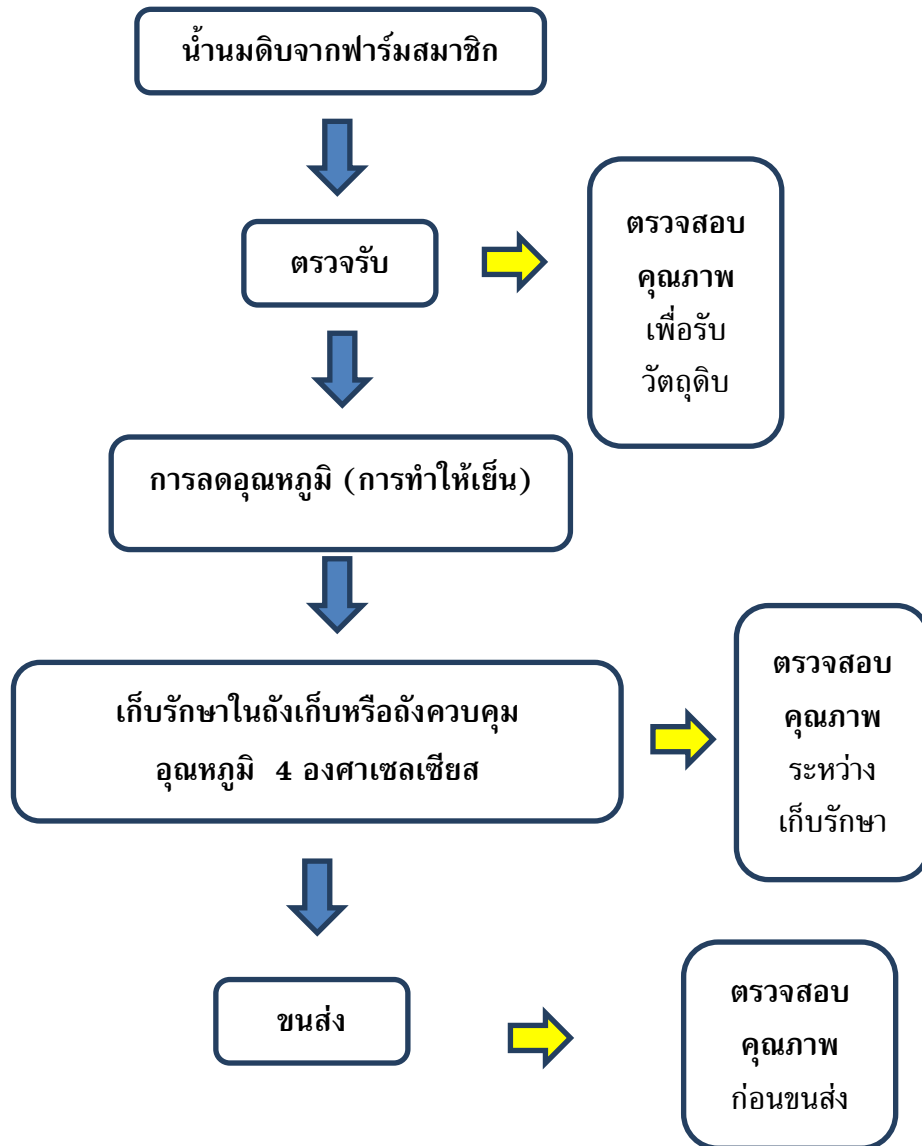 น้ำนมดิบจากฟาร์มสมาชิก
ตรวจรับ
ตรวจสอบ
คุณภาพ
เพื่อรับ
วัตถุดิบ
การลดอุณหภูมิ (การทำให้เย็น)
เก็บรักษาในถังเก็บหรือถังควบคุม
อุณหภูมิ 4 องศาเซลเซียส
ตรวจสอบ
คุณภาพ
ระหว่าง
เก็บรักษา
ขนส่ง
ตรวจสอบ
คุณภาพ
ก่อนขนส่ง